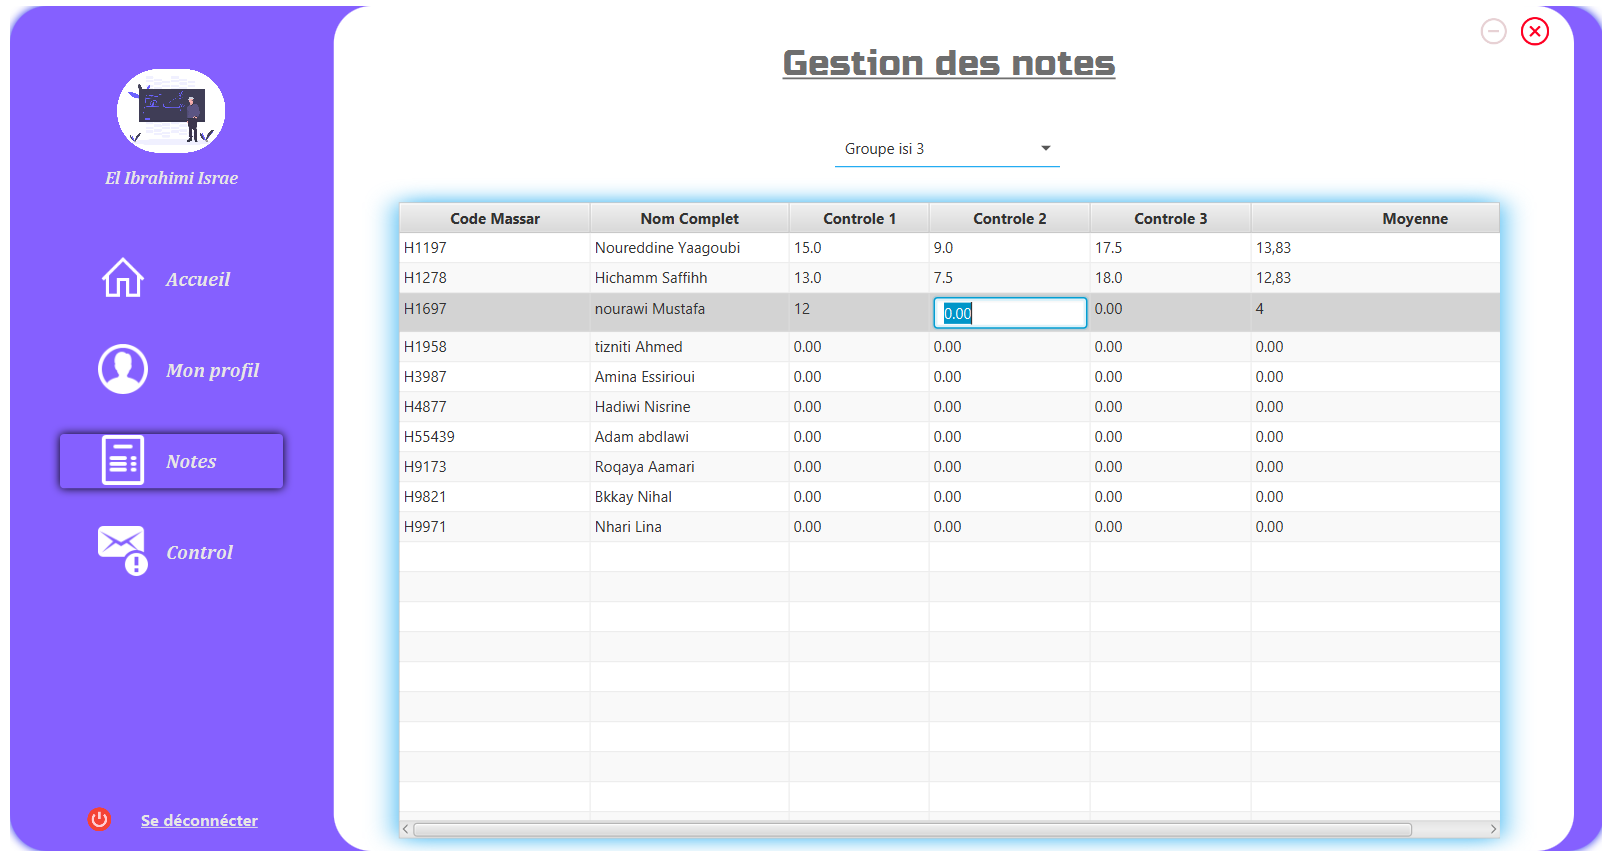 Gestion des notes
Groupe isi 3
El Ibrahimi Israe
Accueil
Mon profil
Notes
Control
Se déconnécter
Code Massar Nom Complet Controle 1 Controle 2 Controle 3 Moyenne
H1197 Noureddine Yaagoubi 15.0 9.0 17.5 13,83
H1278 Hichamm Saffihh 13.0 7.5 18.0 12,83
H1697 nourawi Mustafa 12 0.00 0.00 4
H1958 tizniti Ahmed 0.00 0.00 0.00 0.00
H3987 Amina Essirioui 0.00 0.00 0.00 0.00
H4877 Hadiwi Nisrine 0.00 0.00 0.00 0.00
H55439 Adam abdlawi 0.00 0.00 0.00 0.00
H9173 Roqaya Aamari 0.00 0.00 0.00 0.00
H9821 Bkkay Nihal 0.00 0.00 0.00 0.00
H9971 Nhari Lina 0.00 0.00 0.00 0.00